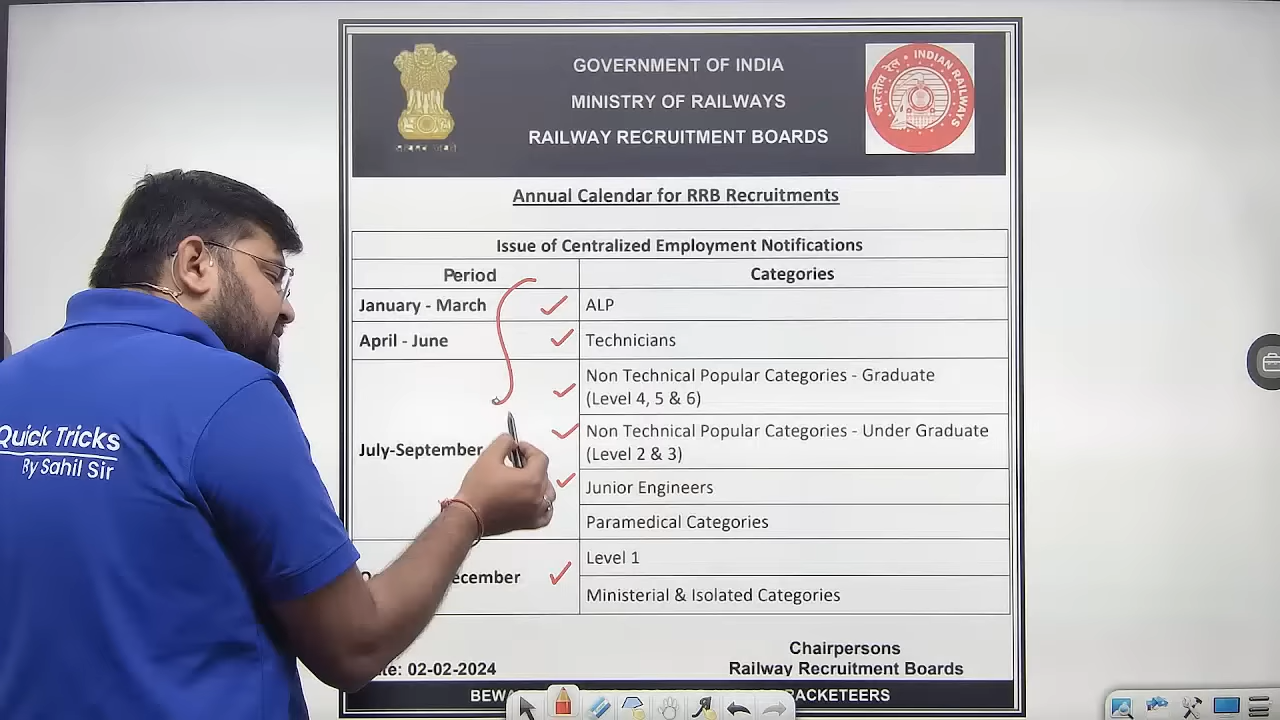 GOVERNMENT OF INDIA
MINISTRY OF RAILWAYS
RAILWAY RECRUITMENT BOARDS
भारतीय रेल INDIAN RAILWAYS
Annual Calendar for RRB Recruitments
Issue of Centralized Employment Notifications
Period Categories
January - March ALP
April - June Technicians
Non Technical Popular Categories - Graduate
(Level 4, 5 & 6)
July-September
Non Technical Popular Categories - Under Graduate
(Level 2 & 3)
Junior Engineers
Paramedical Categories
Level 1
Ministerial & Isolated Categories
Chairpersons
02-02-2024 Railway Recruitment Boards
Quick Tricks
By Sahil Sir